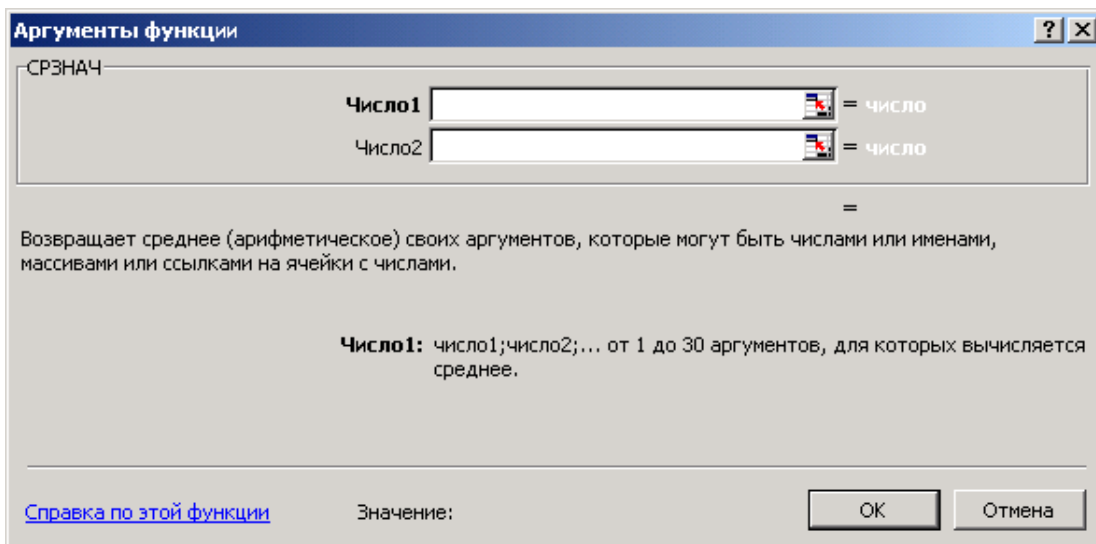 Аргументы функции
СРЗНАЧ
Число1 = число
Число2 = число
=
Возвращает среднее (арифметическое) своих аргументов, которые могут быть числами или именами,
массивами или ссылками на ячейки с числами.
Число1: число1;число2;... от 1 до 30 аргументов, для которых вычисляется
среднее.
Справка по этой функции
Значение:
ОК
Отмена